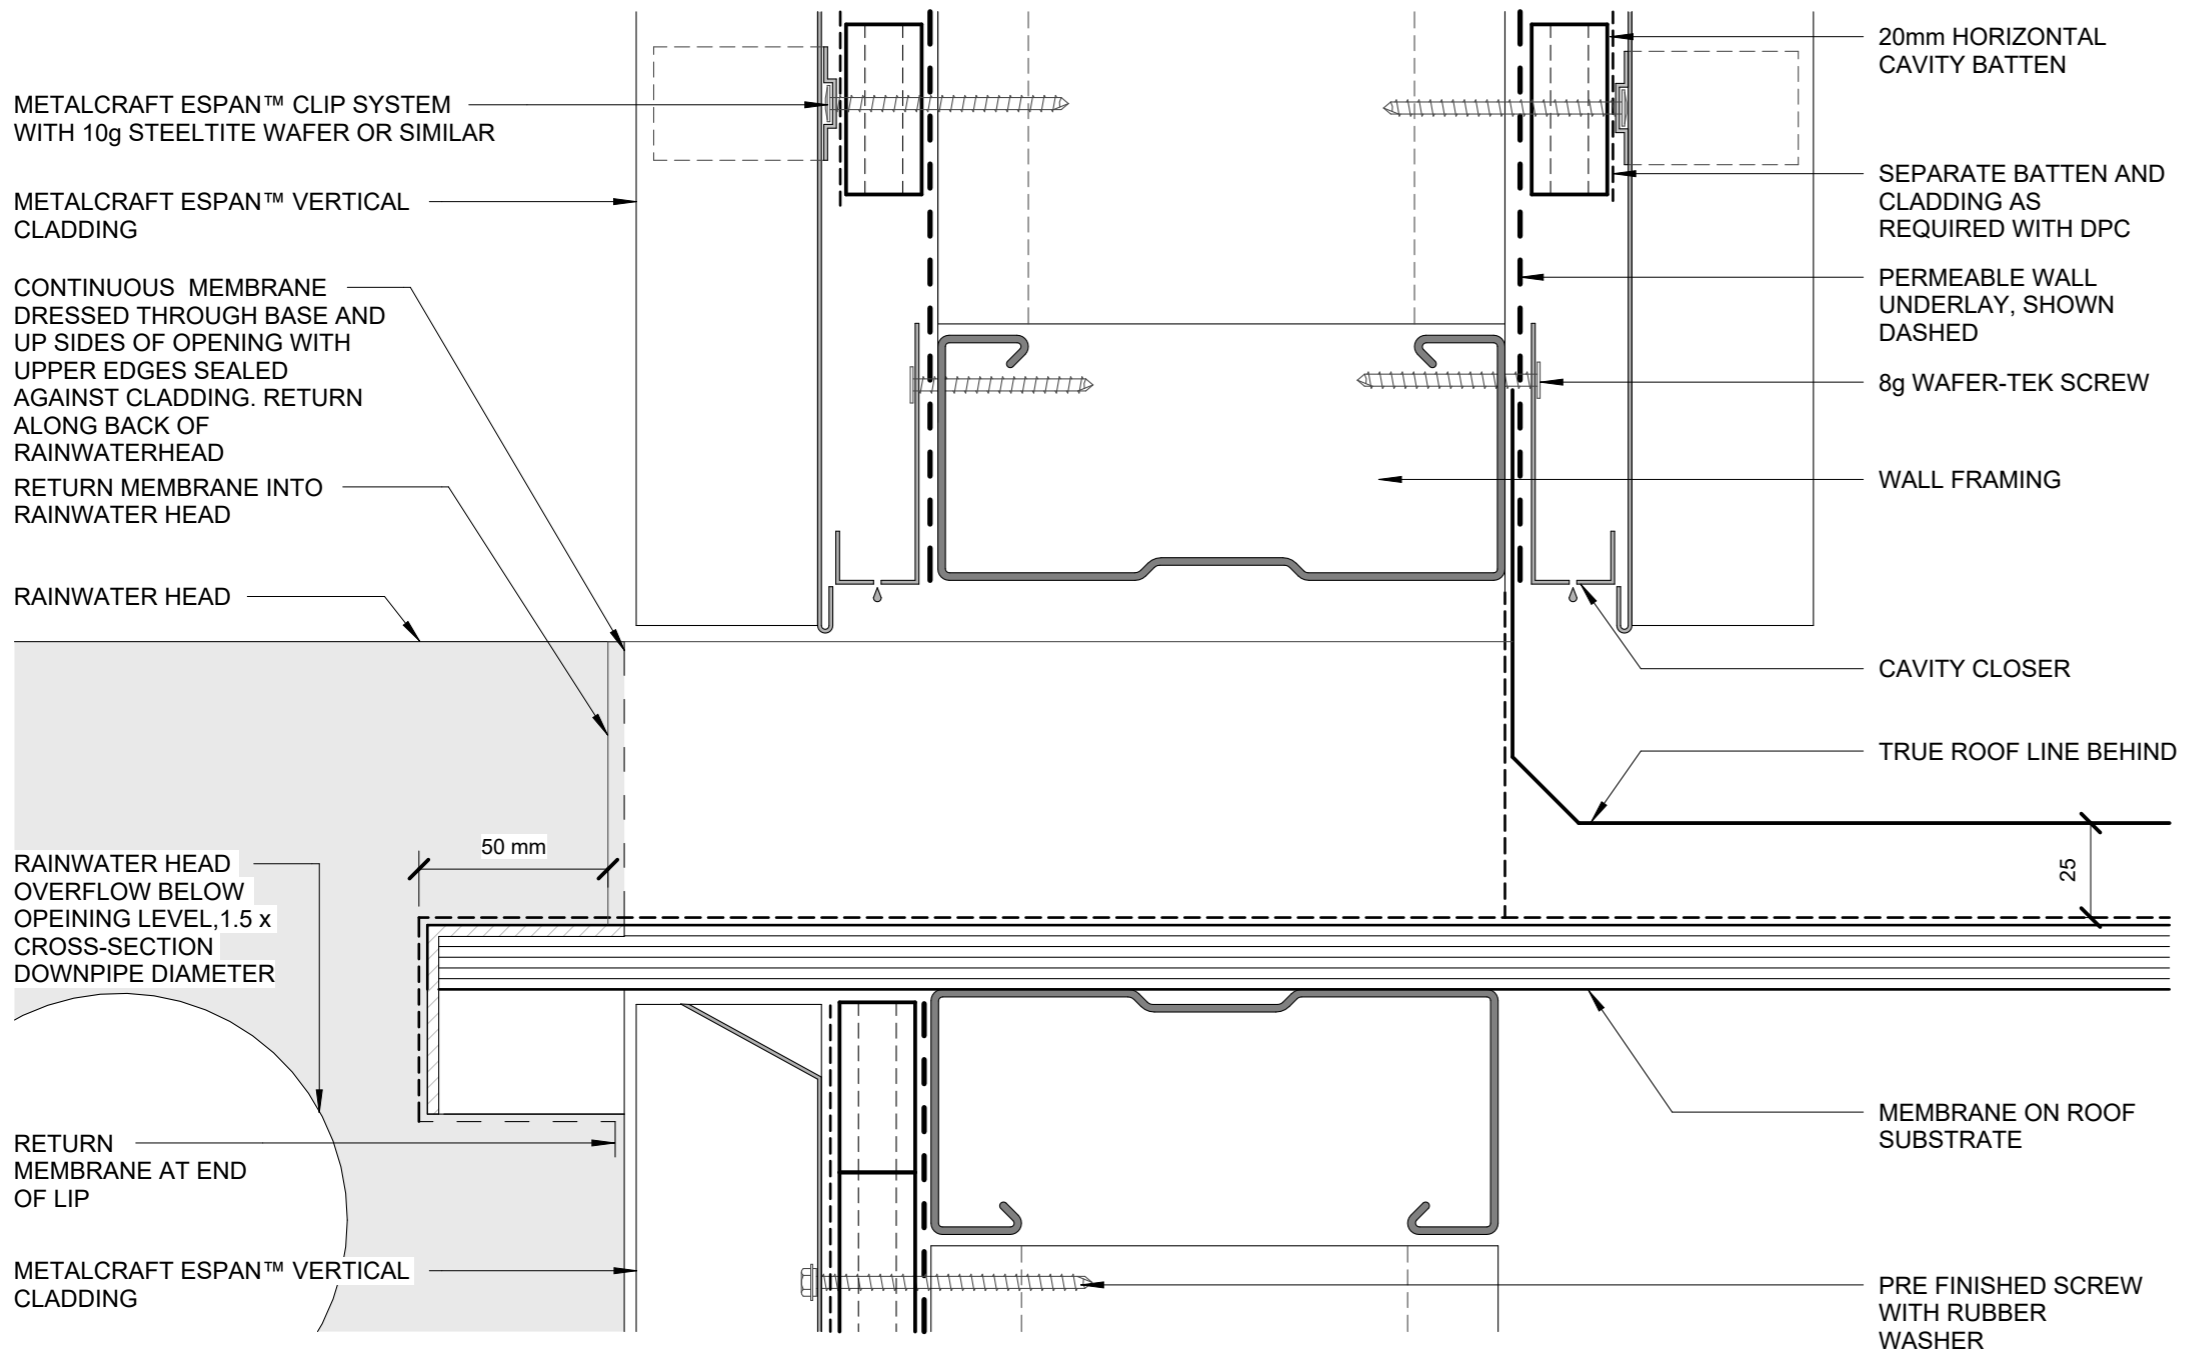 METALCRAFT ESPAN™ CLIP SYSTEM
WITH 10g STEELTITE WAFER OR SIMILAR
METALCRAFT ESPAN™ VERTICAL
CLADDING
CONTINUOUS MEMBRANE
DRESSED THROUGH BASE AND
UP SIDES OF OPENING WITH
UPPER EDGES SEALED
AGAINST CLADDING. RETURN
ALONG BACK OF
RAINWATERHEAD
RETURN MEMBRANE INTO
RAINWATER HEAD
RAINWATER HEAD
RAINWATER HEAD
OVERFLOW BELOW
OPEINING LEVEL,1.5 x
CROSS-SECTION
DOWNPIPE DIAMETER
50 mm
RETURN
MEMBRANE AT END
OF LIP
METALCRAFT ESPAN™ VERTICAL
CLADDING
20mm HORIZONTAL
CAVITY BATTEN
SEPARATE BATTEN AND
CLADDING AS
REQUIRED WITH DPC
PERMEABLE WALL
UNDERLAY, SHOWN
DASHED
8g WAFER-TEK SCREW
WALL FRAMING
CAVITY CLOSER
TRUE ROOF LINE BEHIND
25
MEMBRANE ON ROOF
SUBSTRATE
PRE FINISHED SCREW
WITH RUBBER
WASHER